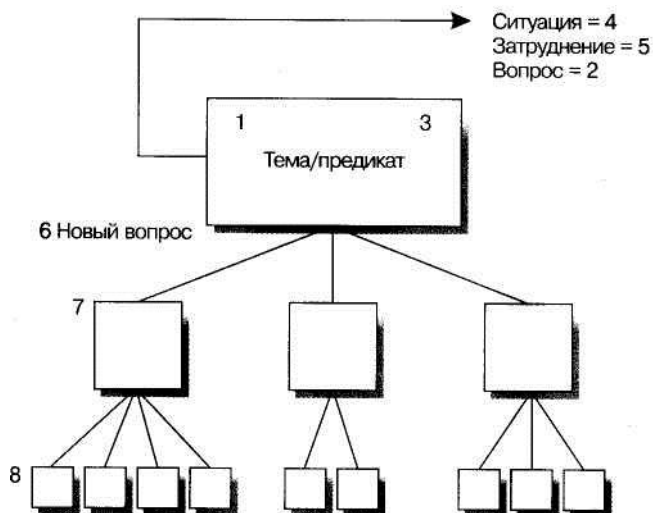 Ситуация = 4
Затруднение = 5
Вопрос = 2
1 3
Тема/предикат
6 Новый вопрос
7
8